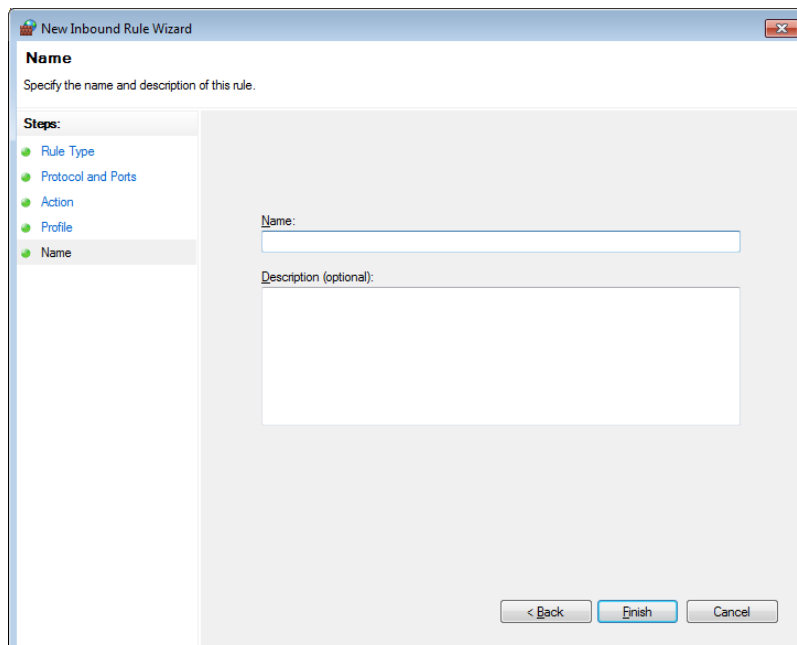 New Inbound Rule Wizard
Name
Specify the name and description of this rule.
Steps:
Rule Type
Protocol and Ports
Action
Profile
Name
Name:
Description (optional):
< Back
Finish
Cancel